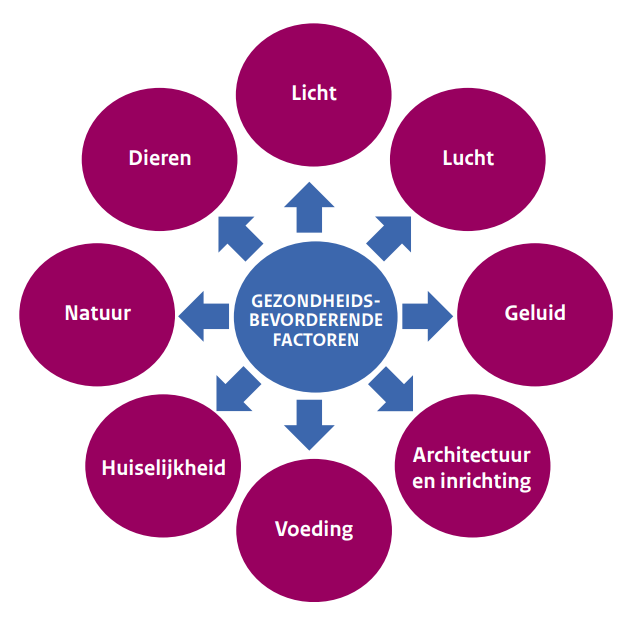 Licht
Dieren
Lucht
GEZONDHEIDS-
BEVORDERENDE
FACTOREN
Natuur
Geluid
Huiselijkheid
Architectuur
en inrichting
Voeding